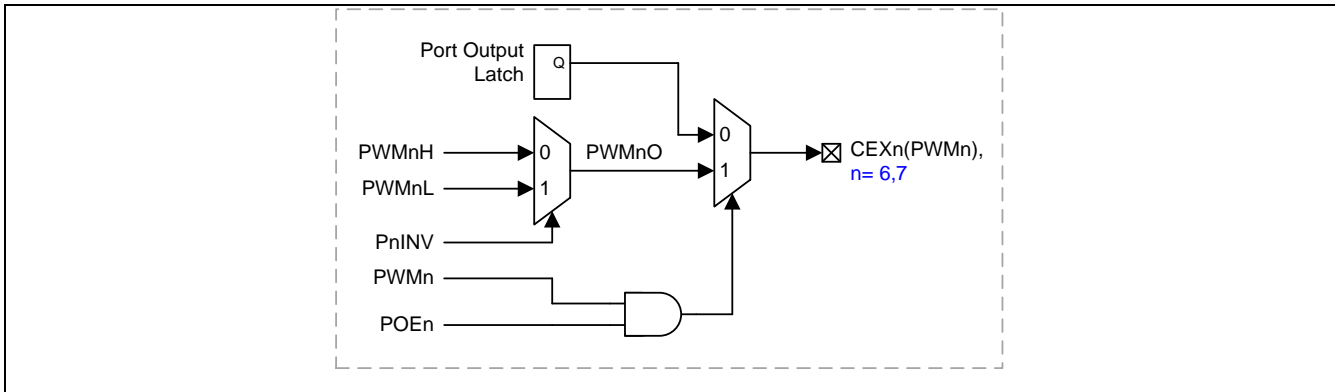 Port Output
Latch
Q
0
1
PWMnH
PWMnL
0
1
PWMnO
CEXn(PWMn),
n= 6,7
PnINV
PWMn
POEn